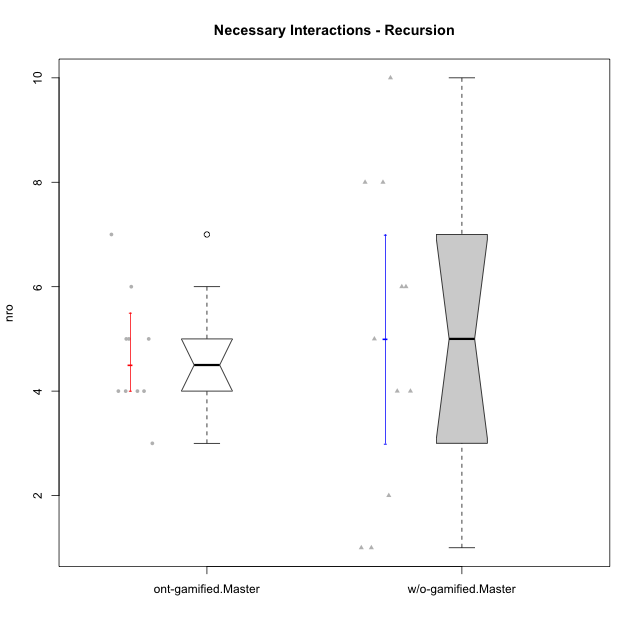 Necessary Interactions - Recursion
10
8
6
4
2
nro
ont-gamified.Master
w/o-gamified.Master